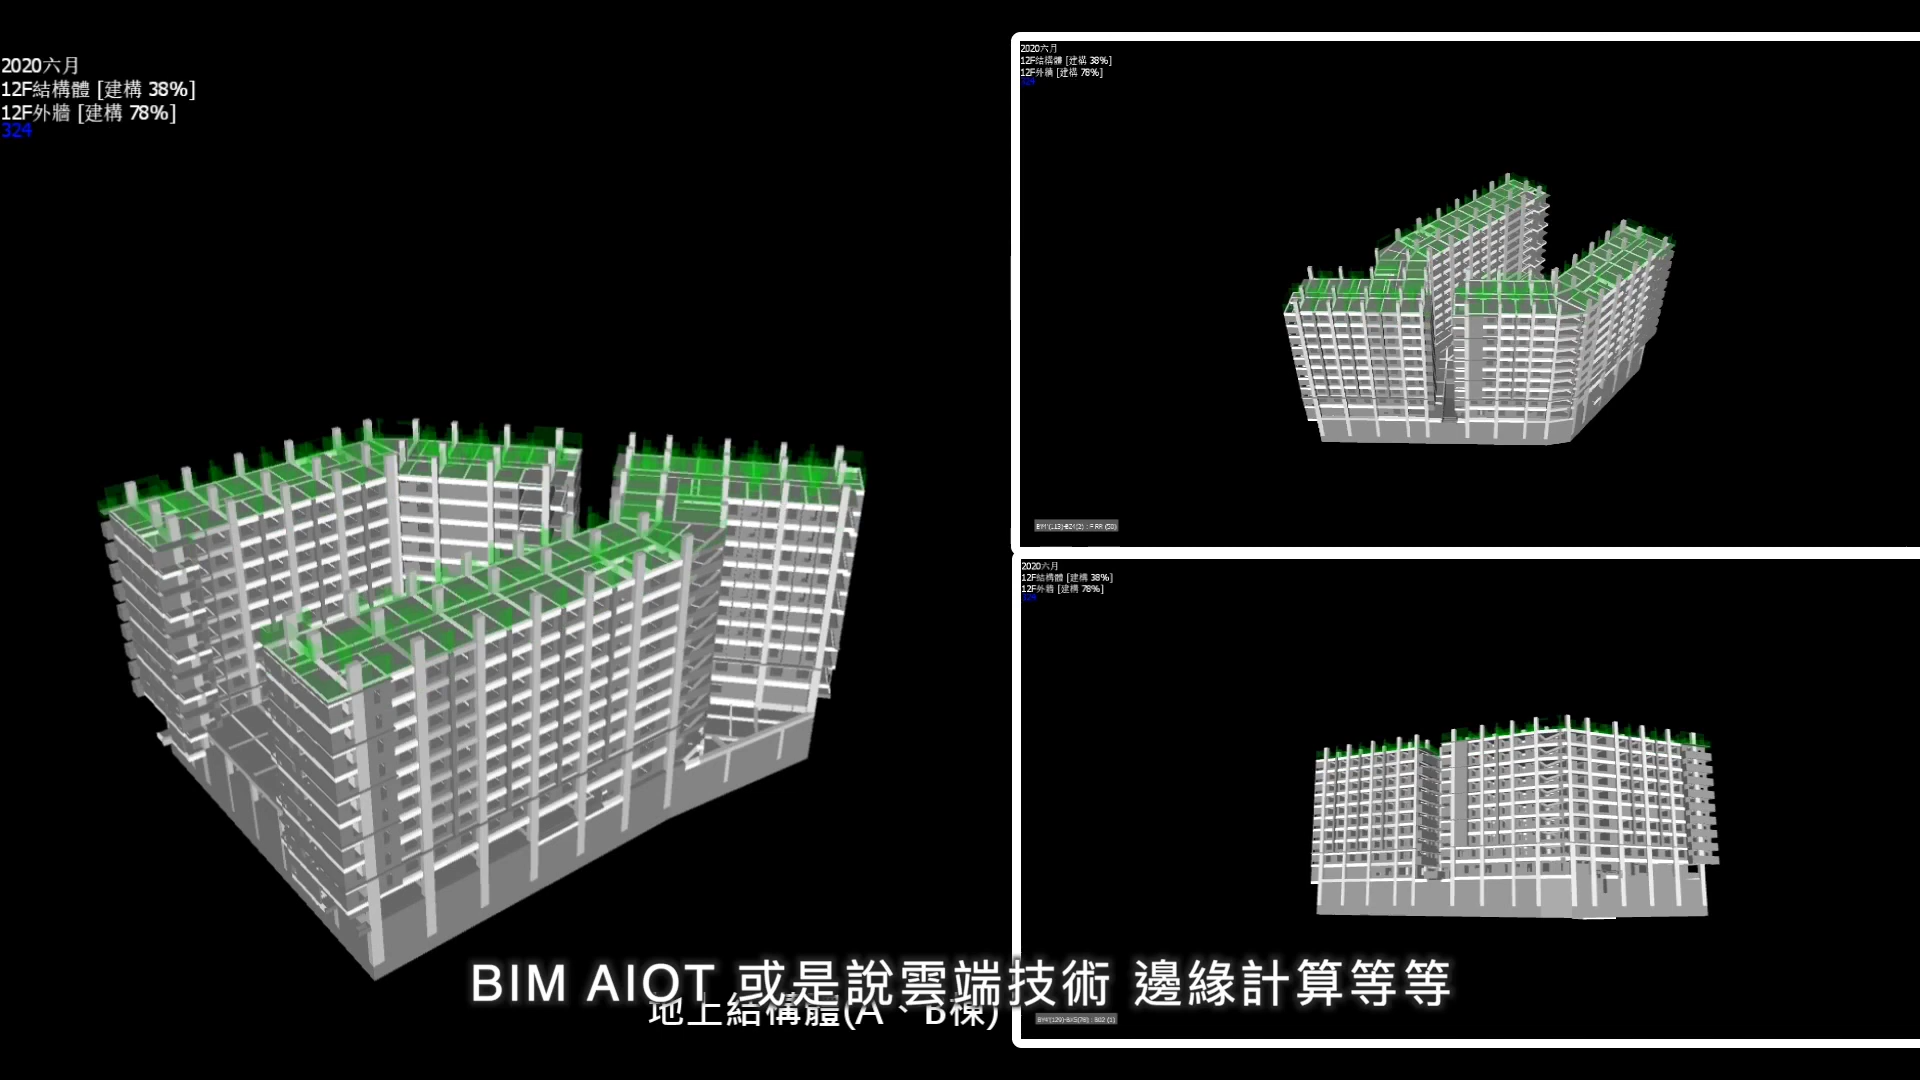 2020六月
12F結構體 [建構 38%]
12F外牆 [建構 78%]
324
2020六月
12F結構體 [建構 38%]
12F外牆 [建構 78%]
324
2020六月
12F結構體 [建構 38%]
12F外牆 [建構 78%]
324
BIM AIOT 或是說雲端技術 邊緣計算等等
地上結構體(A、B棟)